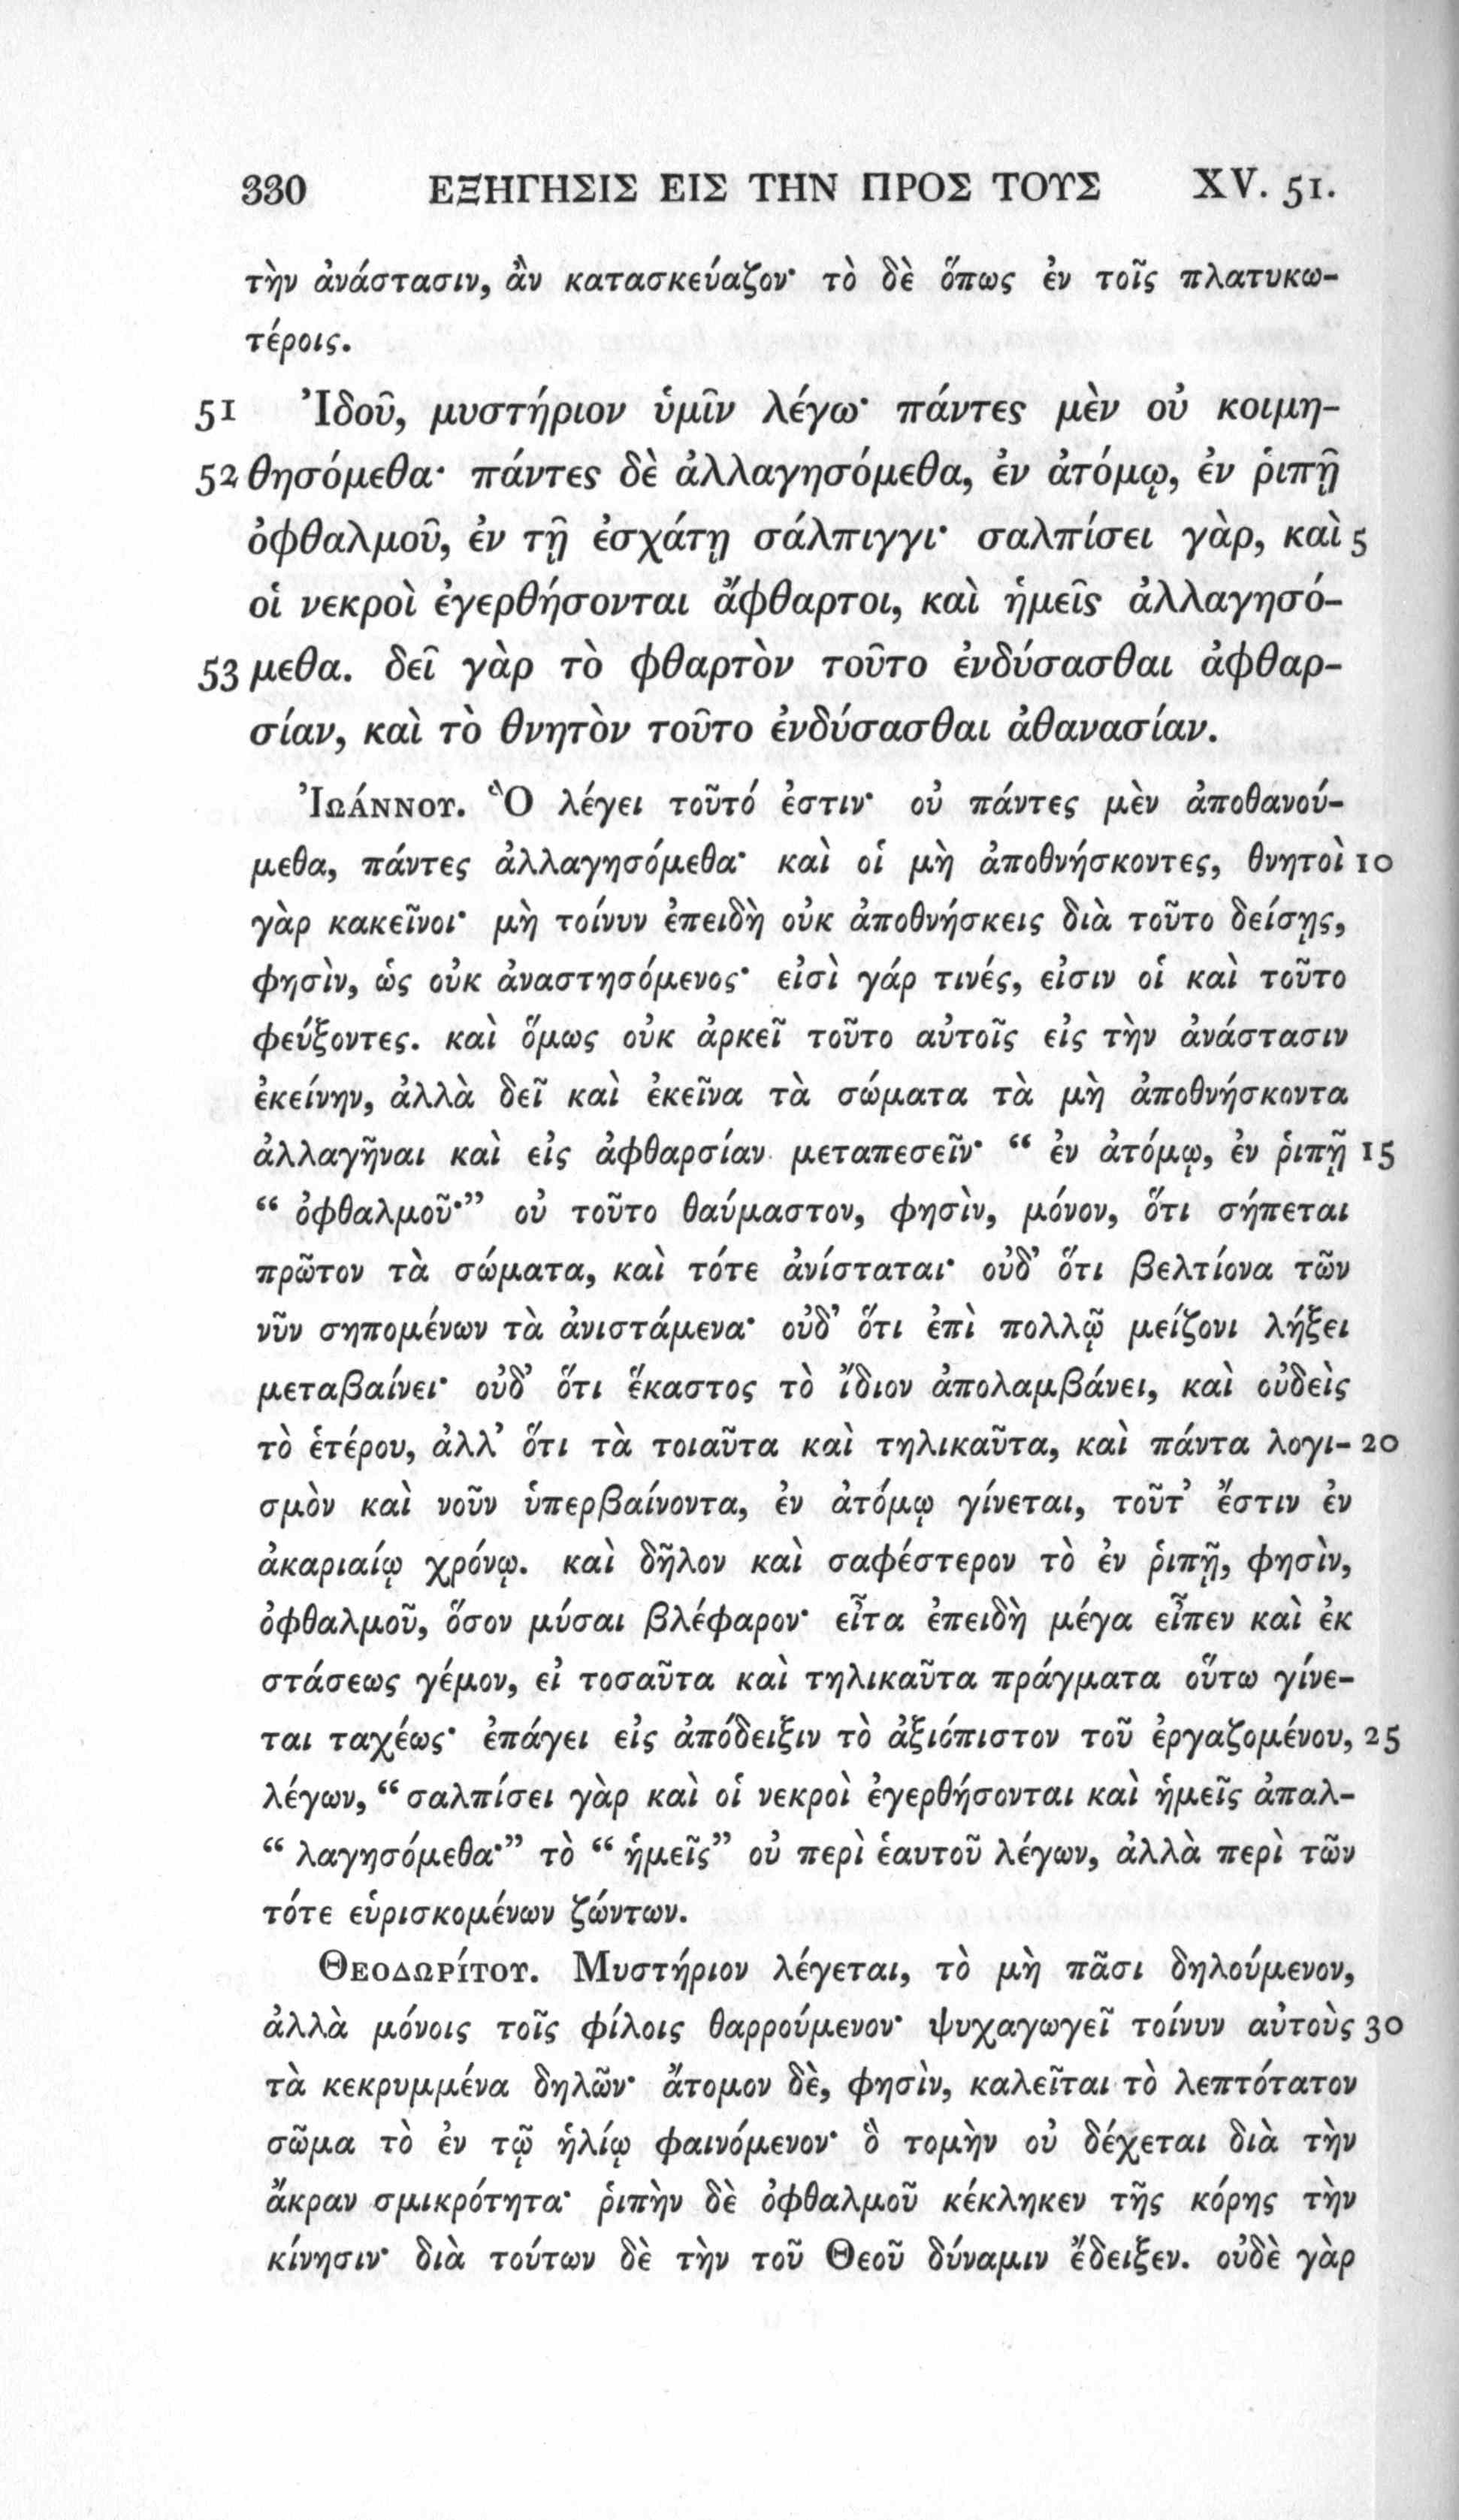 330 ΕΞΗΓΗΣΙΣ ΕΙΣ ΤΗΝ ΠΡΟΣ ΤΟΥΣ XV. 51.
τὴν ἀνάστασιν, ἂν κατασκεύαζον· τὸ δὲ ὅπως ἐν τοῖς πλατυκω-
τέροις.
51 Ἰδοῦ, μυστήριον ὑμῖν λέγω· πάντες μὲν οὐ κοιμη-
52 θησόμεθα· πάντες δὲ ἀλλαγησόμεθα, ἐν ἀτόμῳ, ἐν ῥιπῇ
ὀφθαλμοῦ, ἐν τῇ ἐσχάτῃ σάλπιγγι· σαλπίσει γὰρ, καὶ 5
οἱ νεκροὶ ἐγερθήσονται ἄφθαρτοι, καὶ ἡμεῖς ἀλλαγησό-
53 μεθα. δεῖ γὰρ τὸ φθαρτὸν τοῦτο ἐνδύσασθαι ἀφθαρ-
σίαν, καὶ τὸ θνητὸν τοῦτο ἐνδύσασθαι ἀθανασίαν.
Ἰωάννου. Ὃ λέγει τοῦτό ἐστιν· οὐ πάντες μὲν ἀποθανού-
μεθα, πάντες ἀλλαγησόμεθα· καὶ οἱ μὴ ἀποθνήσκοντες, θνητοὶ 10
γὰρ κακεῖνοι· μὴ τοίνυν ἐπειδὴ οὐκ ἀποθνήσκεις διὰ τοῦτο δείσῃς,
φησὶν, ὡς οὐκ ἀναστησόμενος· εἰσὶ γάρ τινές, εἰσιν οἱ καὶ τοῦτο
φεύξοντες. καὶ ὅμως οὐκ ἀρκεῖ τοῦτο αὐτοῖς εἰς τὴν ἀνάστασιν
ἐκείνην, ἀλλὰ δεῖ καὶ ἐκεῖνα τὰ σώματα τὰ μὴ ἀποθνήσκοντα
ἀλλαγῆναι καὶ εἰς ἀφθαρσίαν μεταπεσεῖν· “ ἐν ἀτόμῳ, ἐν ῥιπῇ 15
“ ὀφθαλμοῦ·” οὐ τοῦτο θαύμαστον, φησὶν, μόνον, ὅτι σήπεται
πρῶτον τὰ σώματα, καὶ τότε ἀνίσταται· οὐδ’ ὅτι βελτίονα τῶν
νῦν σηπομένων τὰ ἀνιστάμενα· οὐδ’ ὅτι ἐπὶ πολλῷ μείζονι λήξει
μεταβαίνει· οὐδ’ ὅτι ἕκαστος τὸ ἴδιον ἀπολαμβάνει, καὶ οὐδεὶς
τὸ ἑτέρου, ἀλλ’ ὅτι τὰ τοιαῦτα καὶ τηλικαῦτα, καὶ πάντα λογι- 20
σμὸν καὶ νοῦν ὑπερβαίνοντα, ἐν ἀτόμῳ γίνεται, τοῦτ’ ἔστιν ἐν
ἀκαριαίῳ χρόνῳ. καὶ δῆλον καὶ σαφέστερον τὸ ἐν ῥιπῇ, φησὶν,
ὀφθαλμοῦ, ὅσον μύσαι βλέφαρον· εἶτα ἐπειδὴ μέγα εἶπεν καὶ ἐκ
στάσεως γέμον, εἰ τοσαῦτα καὶ τηλικαῦτα πράγματα οὕτω γίνε-
ται ταχέως· ἐπάγει εἰς ἀπόδειξιν τὸ ἀξιόπιστον τοῦ ἐργαζομένου, 25
λέγων, “ σαλπίσει γὰρ καὶ οἱ νεκροὶ ἐγερθήσονται καὶ ἡμεῖς ἀπαλ-
“ λαγησόμεθα·” τὸ “ ἡμεῖς” οὐ περὶ ἑαυτοῦ λέγων, ἀλλὰ περὶ τῶν
τότε εὑρισκομένων ζώντων.
Θεοδωρίτου. Μυστήριον λέγεται, τὸ μὴ πᾶσι δηλούμενον,
ἀλλὰ μόνοις τοῖς φίλοις θαρρούμενον· ψυχαγωγεῖ τοίνυν αὐτοὺς 30
τὰ κεκρυμμένα δηλῶν· ἄτομον δὲ, φησὶν, καλεῖται τὸ λεπτότατον
σῶμα τὸ ἐν τῷ ἡλίῳ φαινόμενον· ὃ τομὴν οὐ δέχεται διὰ τὴν
ἄκραν σμικρότητα· ῥιπὴν δὲ ὀφθαλμοῦ κέκληκεν τῆς κόρης τὴν
κίνησιν· διὰ τούτων δὲ τὴν τοῦ Θεοῦ δύναμιν ἔδειξεν. οὐδὲ γὰρ